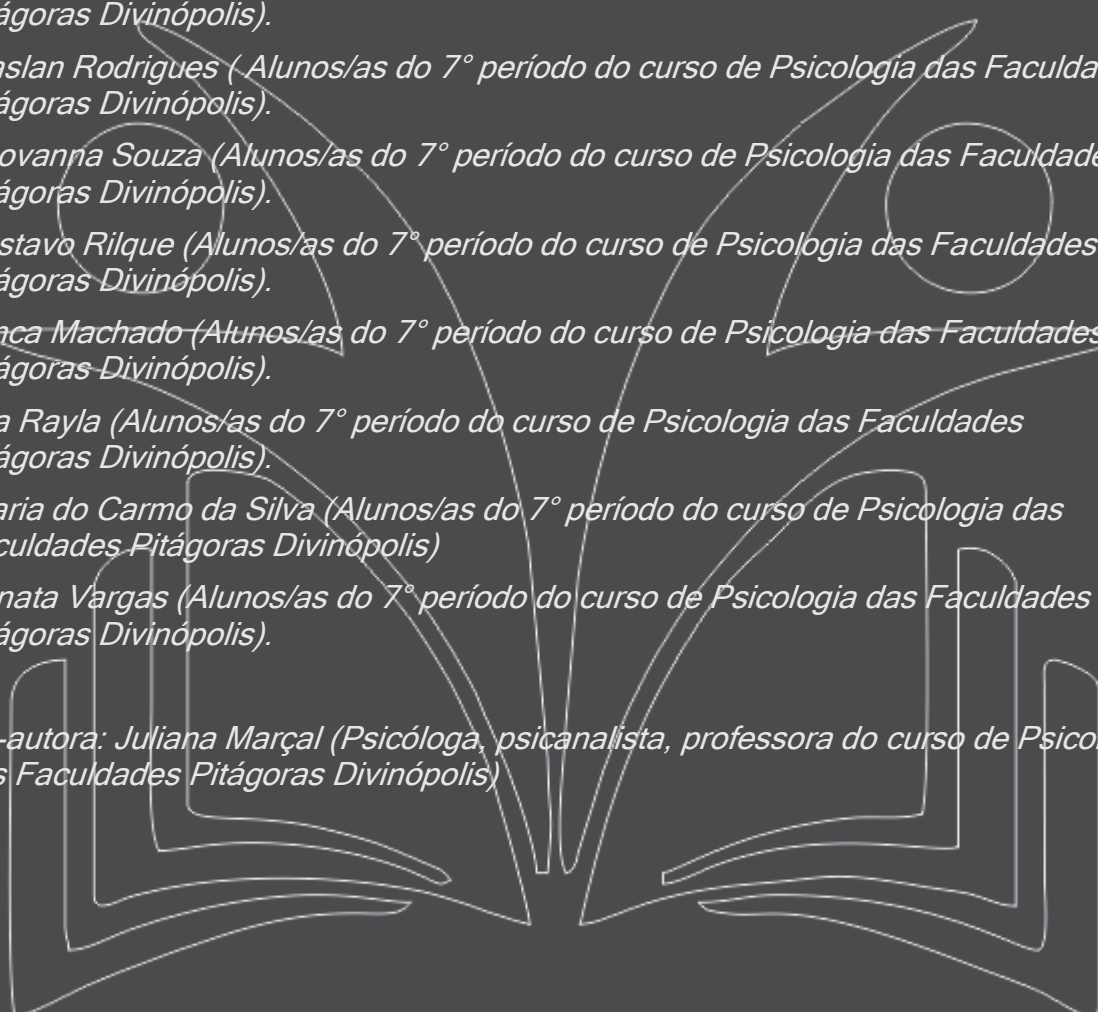 ágoras Divinópolis).
aslan Rodrigues ( Alunos/as do 7° período do curso de Psicologia das Faculda
ágoras Divinópolis).
ovanna Souza (Alunos/as do 7° período do curso de Psicologia das Faculdade
ágoras Divinópolis).
stavo Rilque (Alunos/as do 7° período do curso de Psicologia das Faculdades
ágoras Divinópolis).
nca Machado (Alunos/as do 7° período do curso de Psicologia das Faculdades
ágoras Divinópolis).
a Rayla (Alunos/as do 7° período do curso de Psicologia das Faculdades
ágoras Divinópolis).
aria do Carmo da Silva (Alunos/as do 7° período do curso de Psicologia das
culdades Pitágoras Divinópolis)
nata Vargas (Alunos/as do 7° período do curso de Psicologia das Faculdades
ágoras Divinópolis).
-autora: Juliana Marçal (Psicóloga, psicanalista, professora do curso de Psicol
s Faculdades Pitágoras Divinópolis)